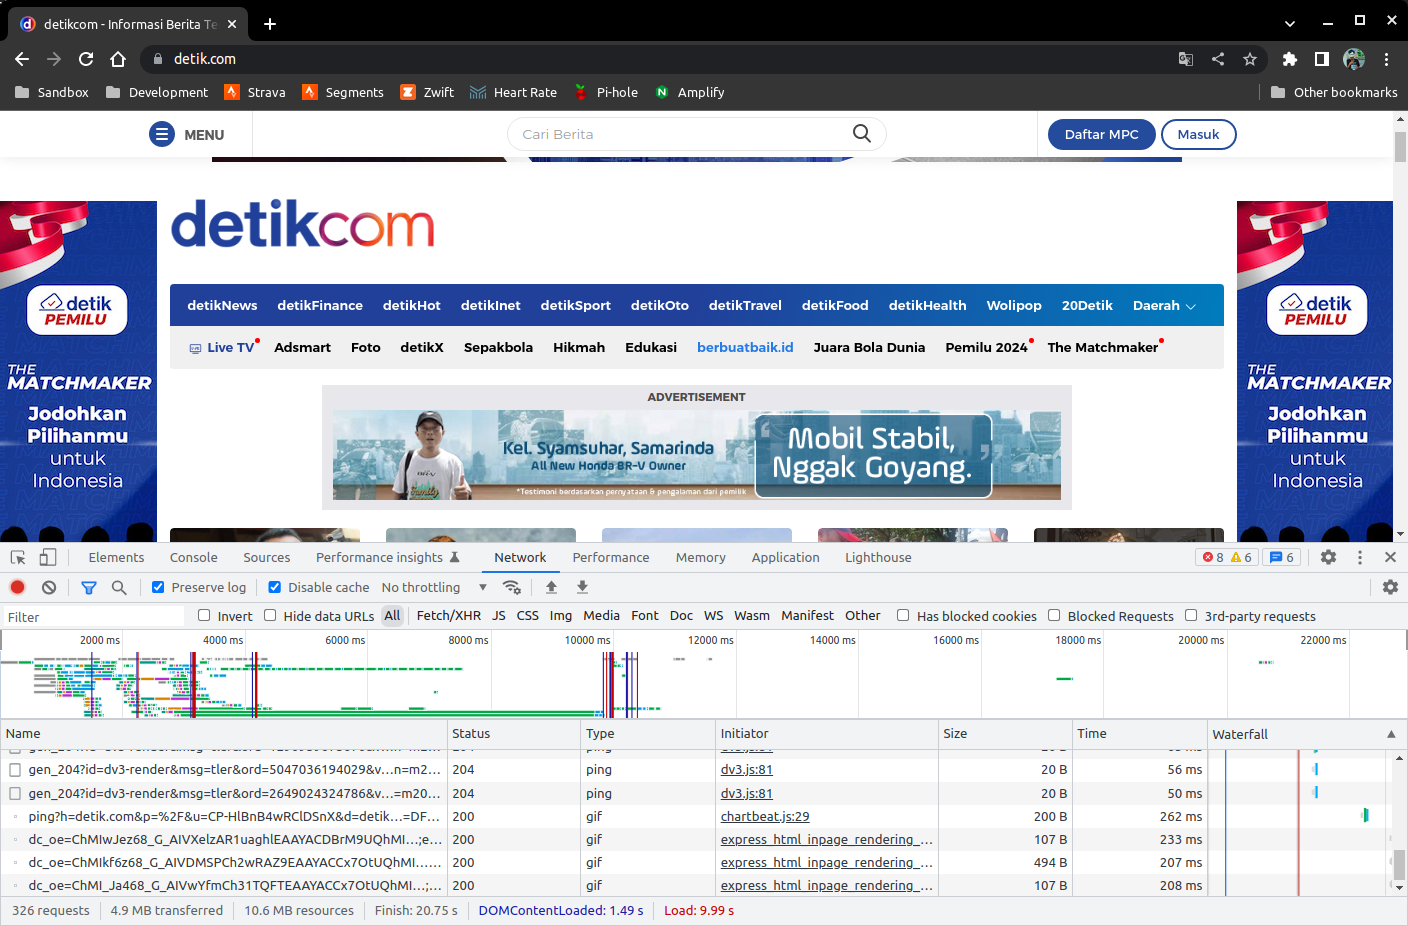 detikcom - Informasi Berita Te
detik.com
Sandbox Development Strava Segments Zwift Heart Rate Pi-hole Amplify Other bookmarks
MENU Cari Berita Daftar MPC Masuk
detikcom
detikNews detikFinance detikHot detikInet detikSport detikOto detikTravel detikFood detikHealth Wolipop 20Detik Daerah
Live TV Adsmart Foto detikX Sepakbola Hikmah Edukasi berbuatbaik.id Juara Bola Dunia Pemilu 2024 The Matchmaker
detik
PEMILU
THE
MATCHMAKER
Jodohkan
Pilihanmu
untuk
Indonesia
ADVERTISEMENT
Kel. Syamsuhar, Samarinda
All New Honda BR-V Owner
*Testimoni berdasarkan pernyataan & pengalaman dari pemilik
Mobil Stabil,
Nggak Goyang.
detik
PEMILU
THE
MATCHMAKER
Jodohkan
Pilihanmu
untuk
Indonesia
Elements Console Sources Performance insights Network Performance Memory Application Lighthouse 8 6 6
Preserve log Disable cache No throttling
Filter Invert Hide data URLs All Fetch/XHR JS CSS Img Media Font Doc WS Wasm Manifest Other Has blocked cookies Blocked Requests 3rd-party requests
2000 ms 4000 ms 6000 ms 8000 ms 10000 ms 12000 ms 14000 ms 16000 ms 18000 ms 20000 ms 22000 ms
Name Status Type Initiator Size Time Waterfall
gen_204?id=dv3-render&msg=tler&ord=5047036194029&v…n=m2… 204 ping dv3.js:81 20 B 56 ms
gen_204?id=dv3-render&msg=tler&ord=2649024324786&v…=m20… 204 ping dv3.js:81 20 B 50 ms
ping?h=detik.com&p=%2F&u=CP-HlBnB4wRClDSnX&d=detik…=DF… 200 gif chartbeat.js:29 200 B 262 ms
dc_oe=ChMIwJez68_G_AIVXelzAR1uaghlEAAYACDBrM9UQhMI…;e… 200 gif express_html_inpage_rendering_… 107 B 233 ms
dc_oe=ChMIkf6z68_G_AIVDMSPCh2wRAZ9EAAYACCx7OtUQhMI…… 200 gif express_html_inpage_rendering_… 494 B 207 ms
dc_oe=ChMI_Ja468_G_AIVwYfmCh31TQFTEAAYACCx7OtUQhMI…;… 200 gif express_html_inpage_rendering_… 107 B 208 ms
326 requests 4.9 MB transferred 10.6 MB resources Finish: 20.75 s DOMContentLoaded: 1.49 s Load: 9.99 s